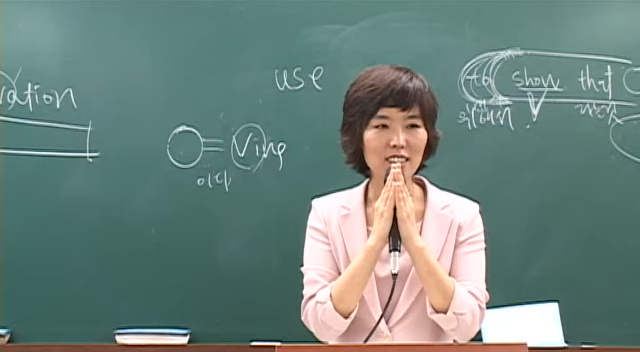 use
to show that
vation
Ving
이다